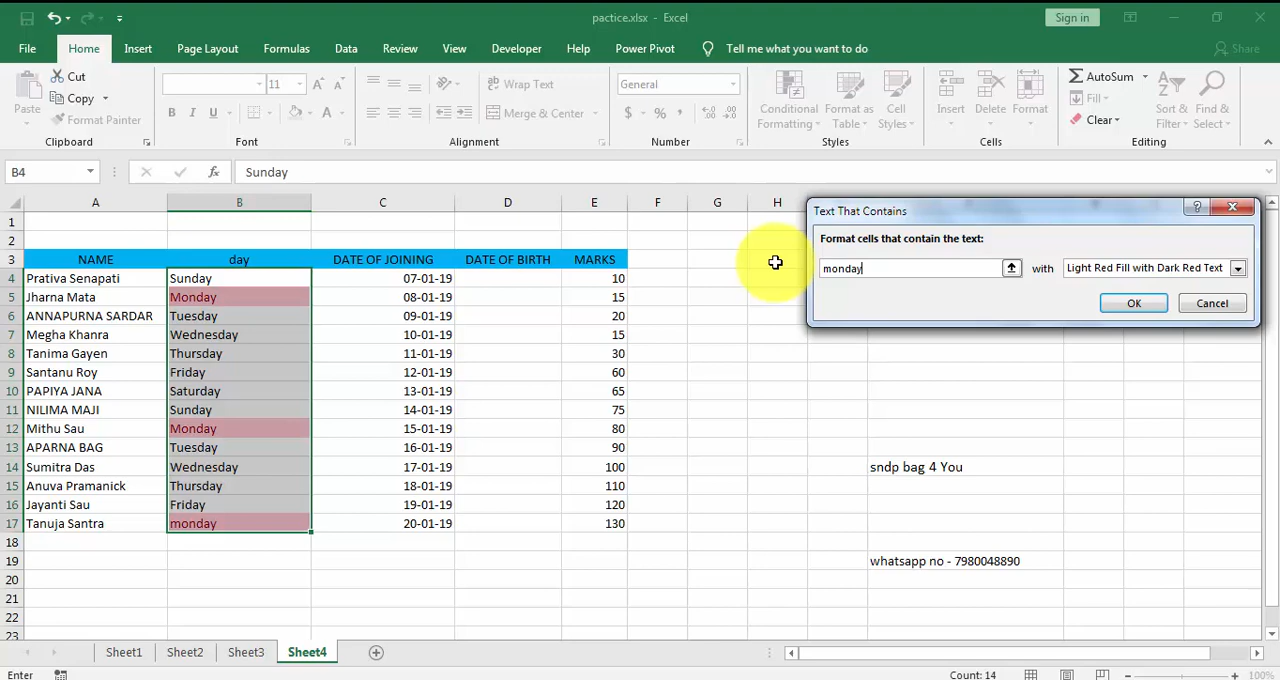 pactice.xlsx - Excel
Sign in
File Home Insert Page Layout Formulas Data Review View Developer Help Power Pivot Tell me what you want to do Share
Cut
Copy
Format Painter
Paste
Clipboard
11
B I U
Font
Wrap Text
Merge & Center
Alignment
General
$ % ,
Number
Conditional Formatting
Format as Table
Cell Styles
Styles
Insert Delete Format
Cells
AutoSum
Fill
Clear
Sort & Filter
Find & Select
Editing
B4 fx Sunday
A B C D E F G H
1
2
3 NAME day DATE OF JOINING DATE OF BIRTH MARKS
4 Prativa Senapati Sunday 07-01-19 10
5 Jharna Mata Monday 08-01-19 15
6 ANNAPURNA SARDAR Tuesday 09-01-19 20
7 Megha Khanra Wednesday 10-01-19 15
8 Tanima Gayen Thursday 11-01-19 30
9 Santanu Roy Friday 12-01-19 60
10 PAPIYA JANA Saturday 13-01-19 65
11 NILIMA MAJI Sunday 14-01-19 75
12 Mithu Sau Monday 15-01-19 80
13 APARNA BAG Tuesday 16-01-19 90
14 Sumitra Das Wednesday 17-01-19 100 sndp bag 4 You
15 Anuva Pramanick Thursday 18-01-19 110
16 Jayanti Sau Friday 19-01-19 120
17 Tanuja Santra monday 20-01-19 130
18
19 whatsapp no - 7980048890
20
21
22
23
Text That Contains
Format cells that contain the text:
monday with Light Red Fill with Dark Red Text
OK Cancel
Sheet1 Sheet2 Sheet3 Sheet4
Enter Count: 14 100%